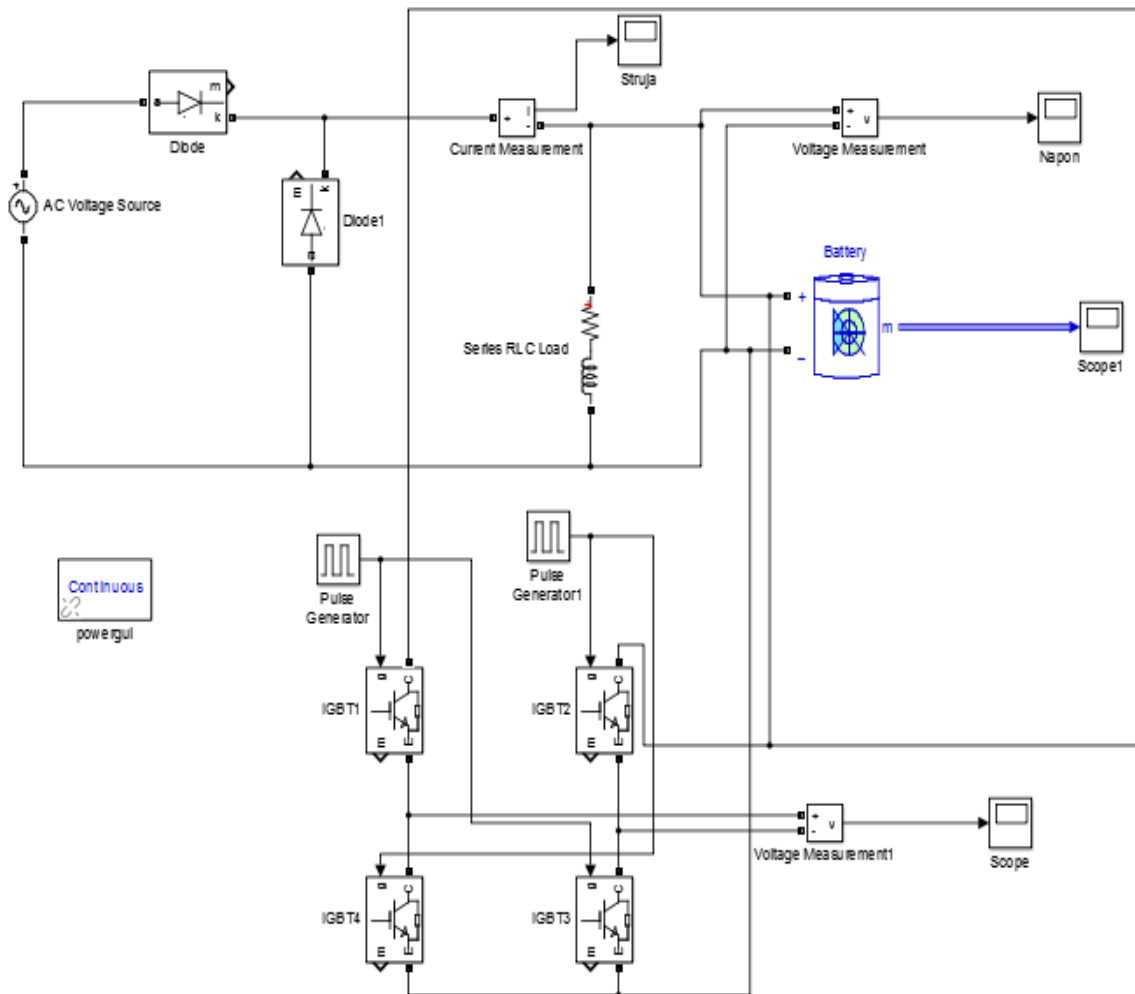 Struja
m
a
k
+
i
-
+
-
v
Diode
Current Measurement
Voltage Measurement
Napon
m
k
a
+
AC Voltage Source
Diode1
Battery
+
m
-
Series RLC Load
Scope1
Continuous
powergui
Pulse
Generator
Pulse
Generator1
g
C
m
E
IGBT1
g
C
m
E
IGBT2
+
-
v
Voltage Measurement1
Scope
g
C
m
E
IGBT4
g
C
m
E
IGBT3